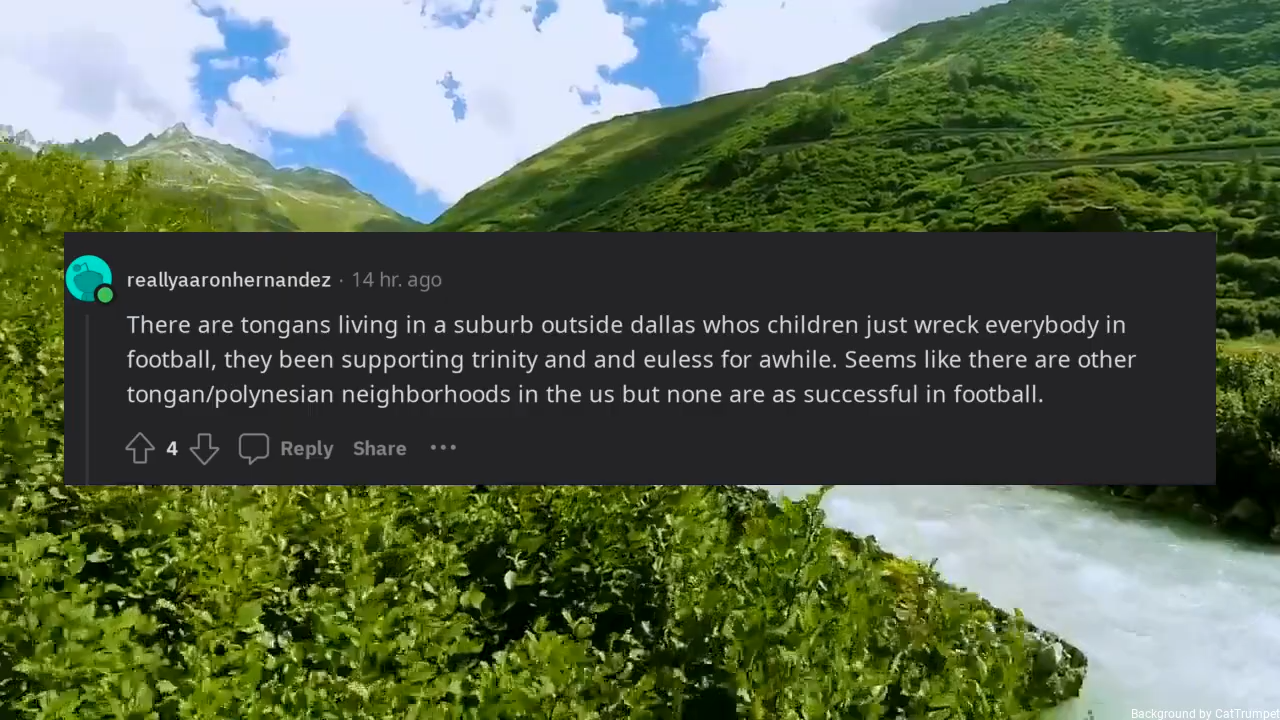 reallyaaronhernandez · 14 hr. ago
There are tongans living in a suburb outside dallas whos children just wreck everybody in
football, they been supporting trinity and and euless for awhile. Seems like there are other
tongan/polynesian neighborhoods in the us but none are as successful in football.
4 Reply Share ···
Background by CatTrumpet